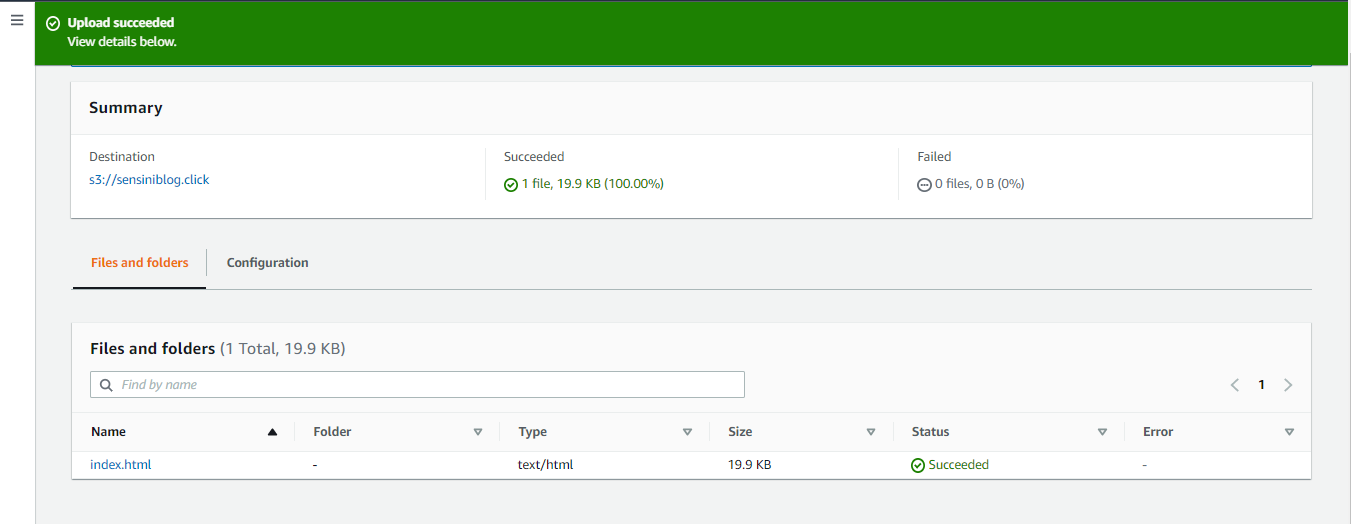 Upload succeeded
View details below.
Summary
Destination
s3://sensiniblog.click
Succeeded
1 file, 19.9 KB (100.00%)
Failed
0 files, 0 B (0%)
Files and folders
Configuration
Files and folders (1 Total, 19.9 KB)
Find by name
1
Name Folder Type Size Status Error
index.html - text/html 19.9 KB Succeeded -